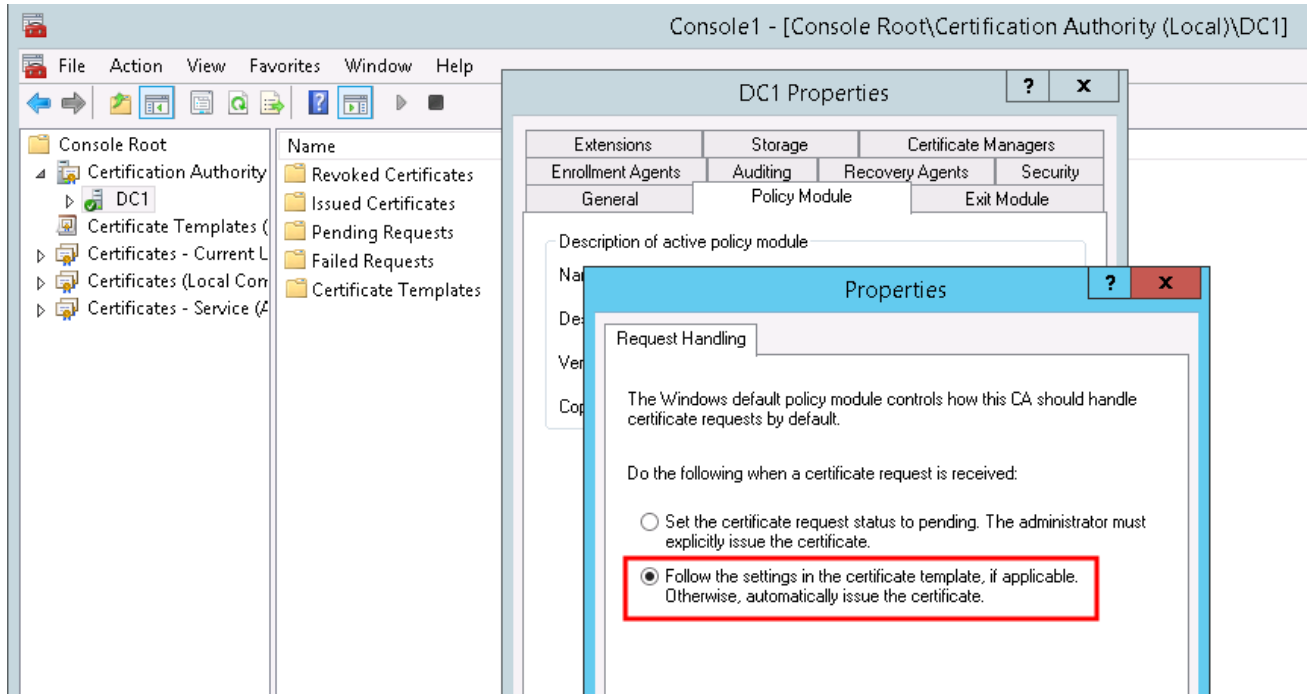 Console1 - [Console Root\Certification Authority (Local)\DC1]
File Action View Favorites Window Help
Console Root
Certification Authority
DC1
Certificate Templates (
Certificates - Current
Certificates (Local
Certificates - Service
Name
Revoked Certificates
Issued Certificates
Pending Requests
Failed Requests
Certificate Templates
DC1 Properties
? x
Extensions Storage Certificate Managers
Enrollment Agents Auditing Recovery Agents Security
General Policy Module Exit Module
Description of active policy module
Properties
? x
Request Handling
The Windows default policy module controls how this CA should handle
certificate requests by default.
Do the following when a certificate request is received:
Set the certificate request status to pending. The administrator must
explicitly issue the certificate.
Follow the settings in the certificate template, if applicable.
Otherwise, automatically issue the certificate.